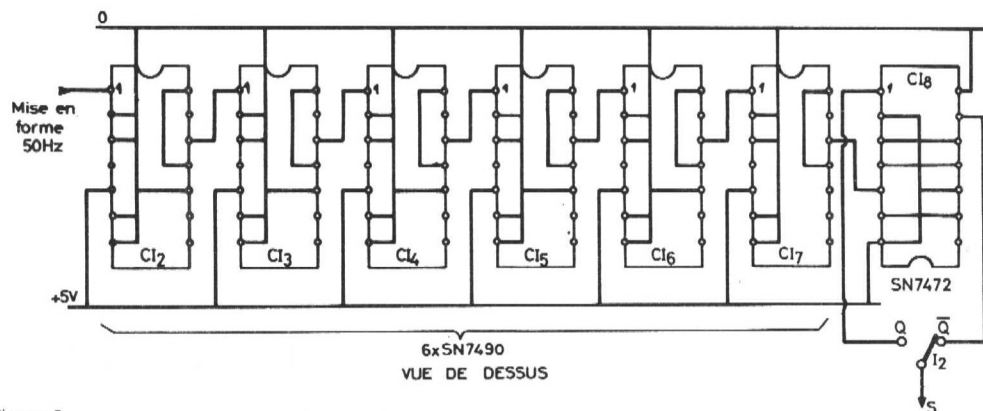 0
1 1 1 1 1 1 1
CI8
Mise en
forme
50Hz
CI2 CI3 CI4 CI5 CI6 CI7
SN7472
+5V
6xSN7490
VUE DE DESSUS
Q Q̅
I2
S